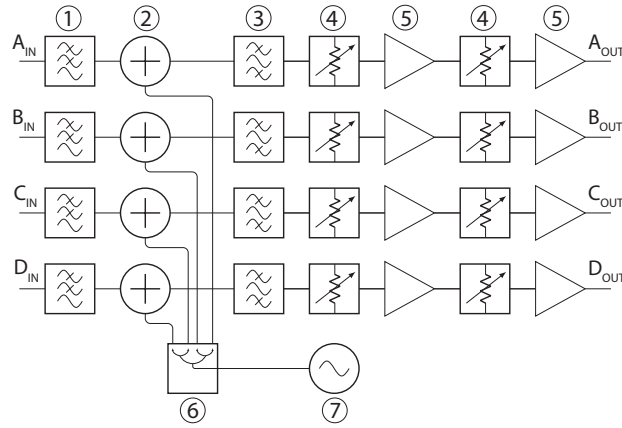 ① ② ③ ④ ⑤ ④ ⑤
A_IN A_OUT
B_IN B_OUT
C_IN C_OUT
D_IN D_OUT
⑥ ⑦